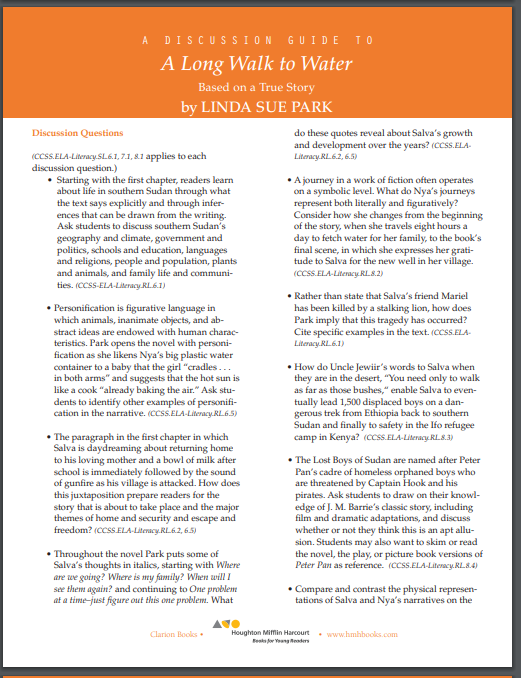 A DISCUSSION GUIDE TO
A Long Walk to Water
Based on a True Story
by LINDA SUE PARK
Discussion Questions
(CCSS.ELA-Literacy.SL.6.1, 7.1, 8.1 applies to each
discussion question.)
• Starting with the first chapter, readers learn
about life in southern Sudan through what
the text says explicitly and through infer-
ences that can be drawn from the writing.
Ask students to discuss southern Sudan's
geography and climate, government and
politics, schools and education, languages
and religions, people and population, plants
and animals, and family life and communi-
ties. (CCSS.ELA-Literacy.RL.6.1)
• Personification is figurative language in
which animals, inanimate objects, and ab-
stract ideas are endowed with human charac-
teristics. Park opens the novel with personi-
fication as she likens Nya's big plastic water
container to a baby that the girl "cradles . . .
in both arms" and suggests that the hot sun is
like a cook "already baking the air." Ask stu-
dents to identify other examples of personifi-
cation in the narrative. (CCSS.ELA-Literacy.RL.6.5)
• The paragraph in the first chapter in which
Salva is daydreaming about returning home
to his loving mother and a bowl of milk after
school is immediately followed by the sound
of gunfire as his village is attacked. How does
this juxtaposition prepare readers for the
story that is about to take place and the major
themes of home and security and escape and
freedom? (CCSS.ELA-Literacy.RL.6.2, 6.5)
• Throughout the novel Park puts some of
Salva's thoughts in italics, starting with Where
are we going? Where is my family? When will I
see them again? and continuing to One problem
at a time–just figure out this one problem. What
do these quotes reveal about Salva's growth
and development over the years? (CCSS.ELA-
Literacy.RL.6.2, 6.5)
• A journey in a work of fiction often operates
on a symbolic level. What do Nya's journeys
represent both literally and figuratively?
Consider how she changes from the beginning
of the story, when she travels eight hours a
day to fetch water for her family, to the book's
final scene, in which she expresses her grati-
tude to Salva for the new well in her village.
(CCSS.ELA-Literacy.RL.8.2)
• Rather than state that Salva's friend Mariel
has been killed by a stalking lion, how does
Park imply that this tragedy has occurred?
Cite specific examples in the text. (CCSS.ELA-
Literacy.RL.6.1)
• How do Uncle Jewiir's words to Salva when
they are in the desert, "You need only to walk
as far as those bushes," enable Salva to even-
tually lead 1,500 displaced boys on a dan-
gerous trek from Ethiopia back to southern
Sudan and finally to safety in the Ifo refugee
camp in Kenya? (CCSS.ELA-Literacy.RL.8.3)
• The Lost Boys of Sudan are named after Peter
Pan's cadre of homeless orphaned boys who
are threatened by Captain Hook and his
pirates. Ask students to draw on their knowl-
edge of J. M. Barrie's classic story, including
film and dramatic adaptations, and discuss
whether or not they think this is an apt allu-
sion. Students may also want to skim or read
the novel, the play, or picture book versions of
Peter Pan as reference. (CCSS.ELA-Literacy.RL.8.4)
• Compare and contrast the physical represen-
tations of Salva and Nya's narratives on the
Clarion Books • Houghton Mifflin Harcourt • www.hmhbooks.com
Books for Young Readers